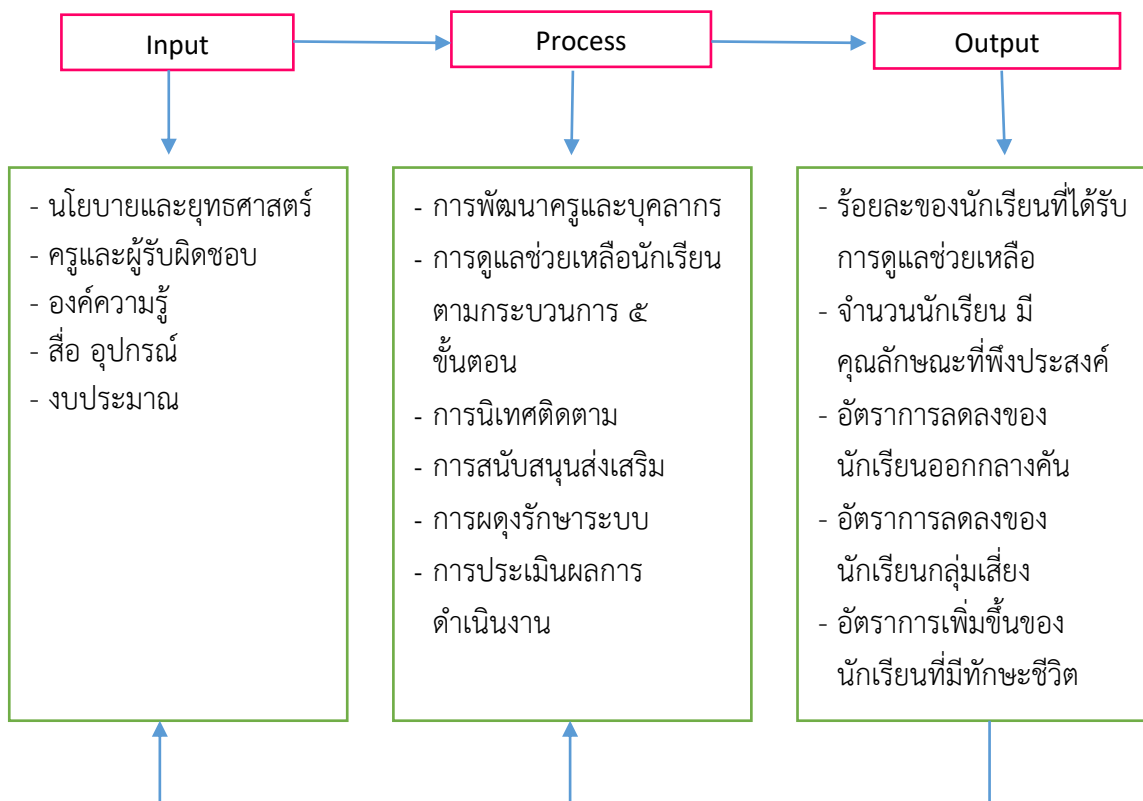 Input
Process
Output
- นโยบายและยุทธศาสตร์
- ครูและผู้รับผิดชอบ
- องค์ความรู้
- สื่อ อุปกรณ์
- งบประมาณ
- การพัฒนาครูและบุคลากร
- การดูแลช่วยเหลือนักเรียน
ตามกระบวนการ ๕
ขั้นตอน
- การนิเทศติดตาม
- การสนับสนุนส่งเสริม
- การผดุงรักษาระบบ
- การประเมินผลการ
ดำเนินงาน
- ร้อยละของนักเรียนที่ได้รับ
การดูแลช่วยเหลือ
- จำนวนนักเรียน มี
คุณลักษณะที่พึงประสงค์
- อัตราการลดลงของ
นักเรียนออกกลางคัน
- อัตราการลดลงของ
นักเรียนกลุ่มเสี่ยง
- อัตราการเพิ่มขึ้นของ
นักเรียนที่มีทักษะชีวิต